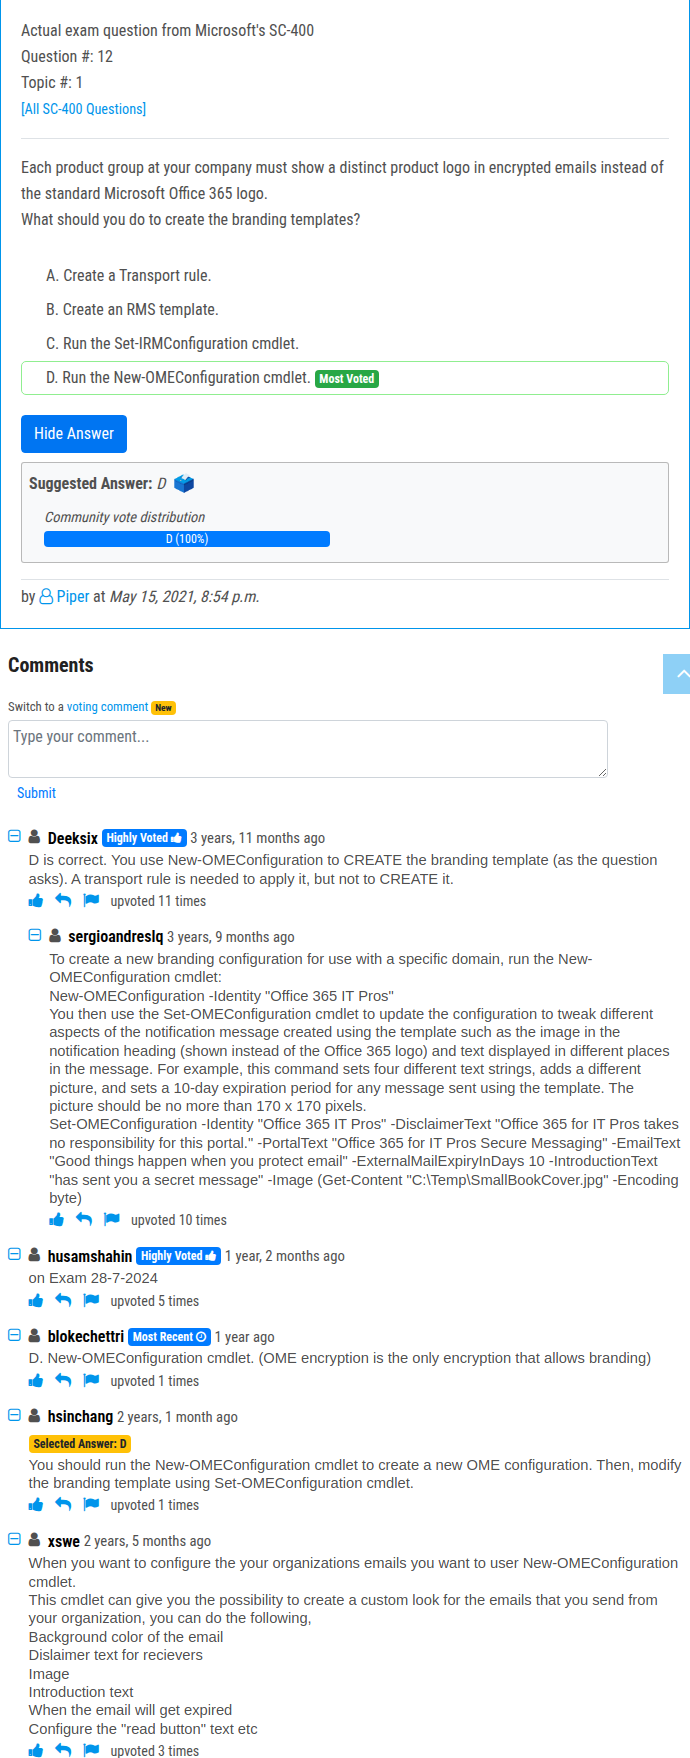 Actual exam question from Microsoft's SC-400
Question #: 12
Topic #: 1
[All SC-400 Questions]
Each product group at your company must show a distinct product logo in encrypted emails instead of
the standard Microsoft Office 365 logo.
What should you do to create the branding templates?
A. Create a Transport rule.
B. Create an RMS template.
C. Run the Set-IRMConfiguration cmdlet.
D. Run the New-OMEConfiguration cmdlet. Most Voted
Hide Answer
Suggested Answer: D
Community vote distribution
D (100%)
by Piper at May 15, 2021, 8:54 p.m.
Comments
Switch to a voting comment New
Type your comment...
Submit
Deeksix Highly Voted 3 years, 11 months ago
D is correct. You use New-OMEConfiguration to CREATE the branding template (as the question
asks). A transport rule is needed to apply it, but not to CREATE it.
upvoted 11 times
sergioandreslq 3 years, 9 months ago
To create a new branding configuration for use with a specific domain, run the New-
OMEConfiguration cmdlet:
New-OMEConfiguration -Identity "Office 365 IT Pros"
You then use the Set-OMEConfiguration cmdlet to update the configuration to tweak different
aspects of the notification message created using the template such as the image in the
notification heading (shown instead of the Office 365 logo) and text displayed in different places
in the message. For example, this command sets four different text strings, adds a different
picture, and sets a 10-day expiration period for any message sent using the template. The
picture should be no more than 170 x 170 pixels.
Set-OMEConfiguration -Identity "Office 365 IT Pros" -DisclaimerText "Office 365 for IT Pros takes
no responsibility for this portal." -PortalText "Office 365 for IT Pros Secure Messaging" -EmailText
"Good things happen when you protect email" -ExternalMailExpiryInDays 10 -IntroductionText
"has sent you a secret message" -Image (Get-Content "C:\Temp\SmallBookCover.jpg" -Encoding
byte)
upvoted 10 times
husamshahin Highly Voted 1 year, 2 months ago
on Exam 28-7-2024
upvoted 5 times
blokechettri Most Recent 1 year ago
D. New-OMEConfiguration cmdlet. (OME encryption is the only encryption that allows branding)
upvoted 1 times
hsinchang 2 years, 1 month ago
Selected Answer: D
You should run the New-OMEConfiguration cmdlet to create a new OME configuration. Then, modify
the branding template using Set-OMEConfiguration cmdlet.
upvoted 1 times
xswe 2 years, 5 months ago
When you want to configure the your organizations emails you want to user New-OMEConfiguration
cmdlet.
This cmdlet can give you the possibility to create a custom look for the emails that you send from
your organization, you can do the following,
Background color of the email
Dislaimer text for recievers
Image
Introduction text
When the email will get expired
Configure the "read button" text etc
upvoted 3 times